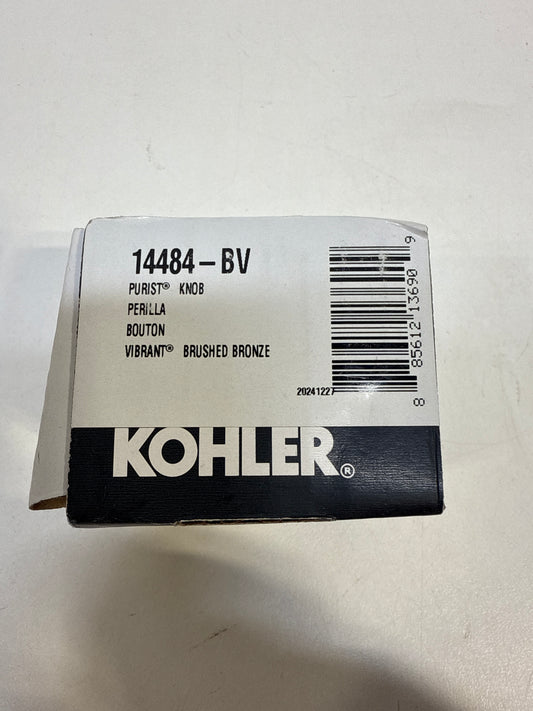 14484-BV
PURIST® KNOB
PERILLA
BOUTON
VIBRANT® BRUSHED BRONZE
20241227
8 85612 13690 9
KOHLER®